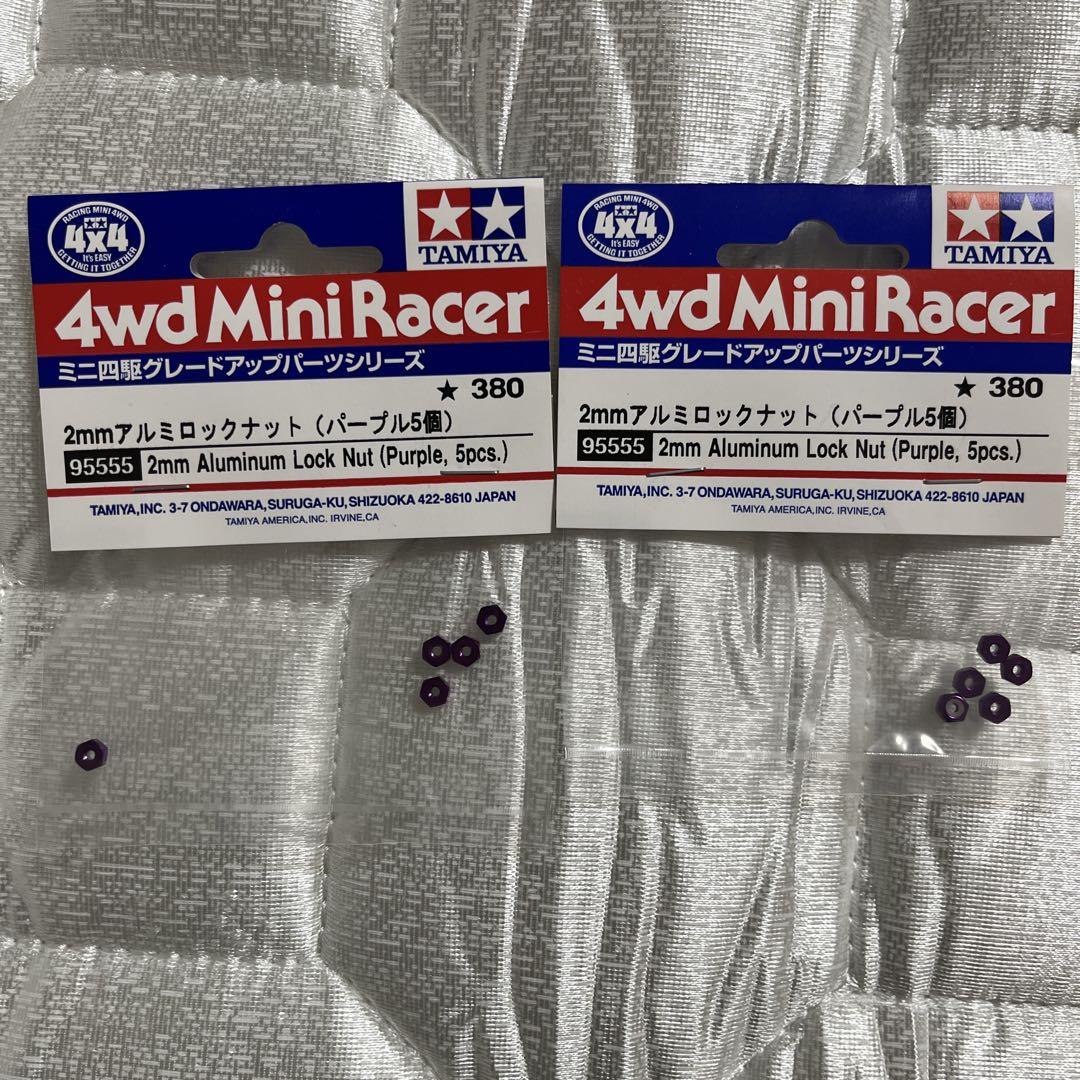 RACING MINI 4WD
4x4
It's EASY
GETTING IT TOGETHER
TAMIYA
4wd Mini Racer
ミニ四駆グレードアップパーツシリーズ
★ 380
2mmアルミロックナット（パープル5個）
95555 2mm Aluminum Lock Nut (Purple, 5pcs.)
TAMIYA,INC. 3-7 ONDAWARA,SURUGA-KU,SHIZUOKA 422-8610 JAPAN
TAMIYA AMERICA,INC. IRVINE,CA
RACING MINI 4WD
4x4
It's EASY
GETTING IT TOGETHER
TAMIYA
4wd Mini Racer
ミニ四駆グレードアップパーツシリーズ
★ 380
2mmアルミロックナット（パープル5個）
95555 2mm Aluminum Lock Nut (Purple, 5pcs.)
TAMIYA,INC. 3-7 ONDAWARA,SURUGA-KU,SHIZUOKA 422-8610 JAPAN
TAMIYA AMERICA,INC. IRVINE,CA